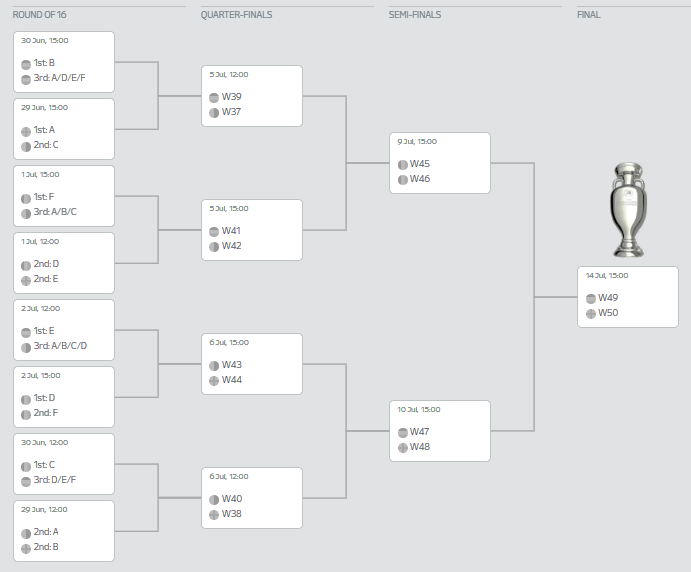 ROUND OF 16
30 Jun, 15:00
1st: B
3rd: A/D/E/F
29 Jun, 15:00
1st: A
2nd: C
1 Jul, 15:00
1st: F
3rd: A/B/C
1 Jul, 12:00
2nd: D
2nd: E
2 Jul, 12:00
1st: E
3rd: A/B/C/D
2 Jul, 15:00
1st: D
2nd: F
30 Jun, 12:00
1st: C
3rd: D/E/F
29 Jun, 12:00
2nd: A
2nd: B
QUARTER-FINALS
5 Jul, 12:00
W39
W37
5 Jul, 15:00
W41
W42
6 Jul, 15:00
W43
W44
6 Jul, 12:00
W40
W38
SEMI-FINALS
9 Jul, 15:00
W45
W46
10 Jul, 15:00
W47
W48
FINAL
14 Jul, 15:00
W49
W50